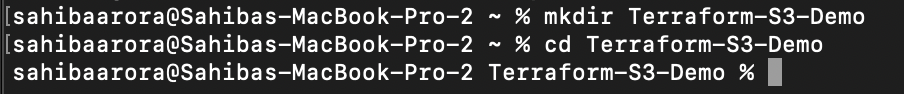 [sahibaarora@Sahibas-MacBook-Pro-2 ~ % mkdir Terraform-S3-Demo
[sahibaarora@Sahibas-MacBook-Pro-2 ~ % cd Terraform-S3-Demo
sahibaarora@Sahibas-MacBook-Pro-2 Terraform-S3-Demo %